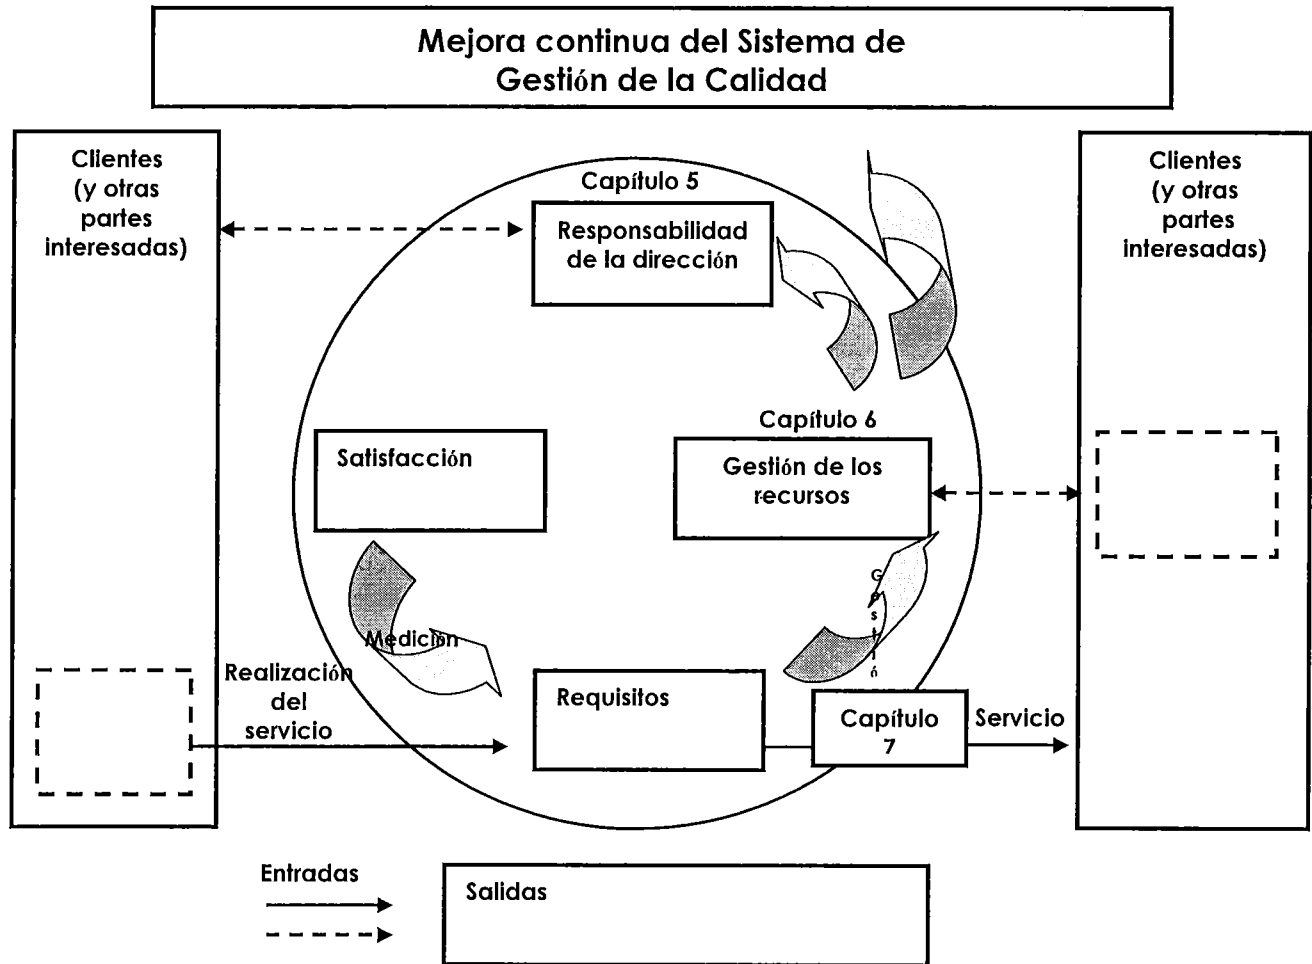 Mejora continua del Sistema de
Gestión de la Calidad
Clientes
(y otras
partes
interesadas)
Capítulo 5
Responsabilidad
de la dirección
Clientes
(y otras
partes
interesadas)
Capítulo 6
Satisfacción
Gestión de los
recursos
G
e
s
t
i
ó
Medición
Realización
del
servicio
Requisitos
Capítulo
7
Servicio
Entradas
Salidas